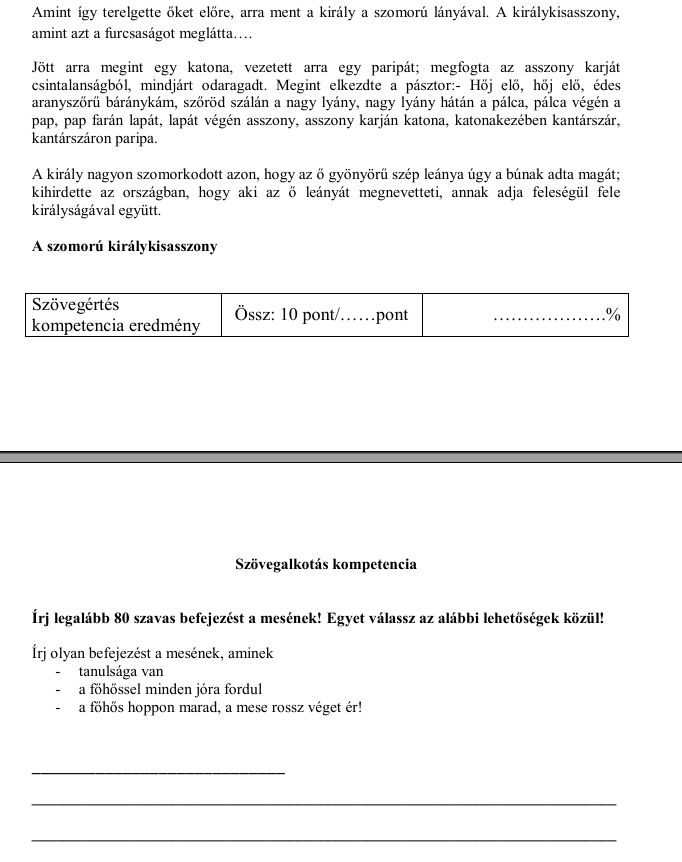 Amint így terelgette őket előre, arra ment a király a szomorú lányával. A királykisasszony,
amint azt a furcsaságot meglátta….
Jött arra megint egy katona, vezetett arra egy paripát; megfogta az asszony karját
csintalanságból, mindjárt odaragadt. Megint elkezdte a pásztor:- Hőj elő, hőj elő, édes
aranyszőrű báránykám, szőröd szálán a nagy lyány, nagy lyány hátán a pálca, pálca végén a
pap, pap farán lapát, lapát végén asszony, asszony karján katona, katonakezében kantárszár,
kantárszáron paripa.
A király nagyon szomorkodott azon, hogy az ő gyönyörű szép leánya úgy a búnak adta magát;
kihirdette az országban, hogy aki az ő leányát megnevetteti, annak adja feleségül fele
királyságával együtt.
A szomorú királykisasszony
Szövegértés
kompetencia eredmény
Össz: 10 pont/……pont
……………….%
Szövegalkotás kompetencia
Írj legalább 80 szavas befejezést a mesének! Egyet válassz az alábbi lehetőségek közül!
Írj olyan befejezést a mesének, aminek
- tanulsága van
- a főhőssel minden jóra fordul
- a főhős hoppon marad, a mese rossz véget ér!